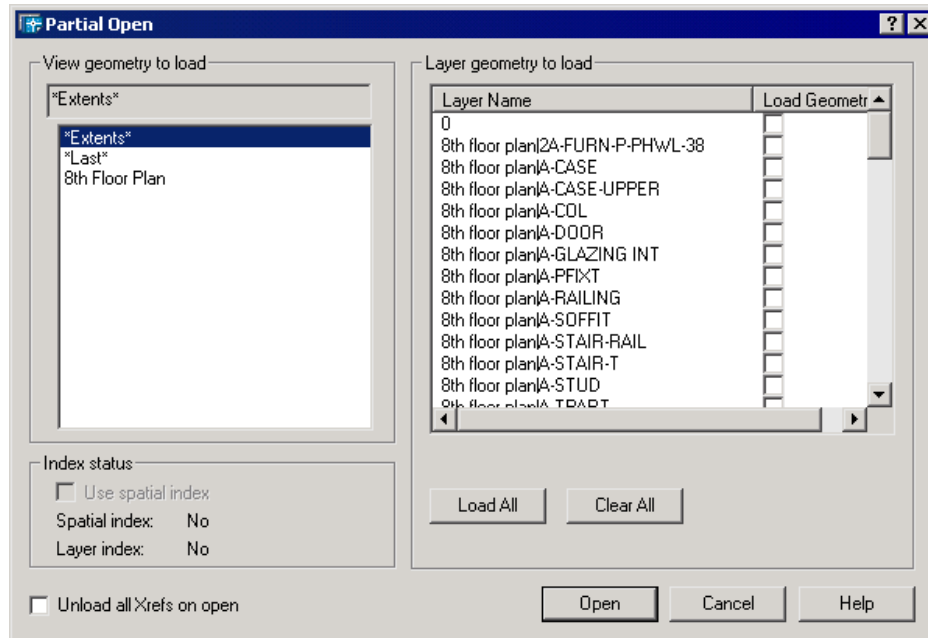 Partial Open
View geometry to load
*Extents*
*Extents*
*Last*
8th Floor Plan
Index status
Use spatial index
Spatial index: No
Layer index: No
Unload all Xrefs on open
Layer geometry to load
Layer Name Load Geometr
0
8th floor plan|2A-FURN-P-PHWL-38
8th floor plan|A-CASE
8th floor plan|A-CASE-UPPER
8th floor plan|A-COL
8th floor plan|A-DOOR
8th floor plan|A-GLAZING INT
8th floor plan|A-PFIXT
8th floor plan|A-RAILING
8th floor plan|A-SOFFIT
8th floor plan|A-STAIR-RAIL
8th floor plan|A-STAIR-T
8th floor plan|A-STUD
8th floor plan|A-TPART
Load All Clear All
Open Cancel Help